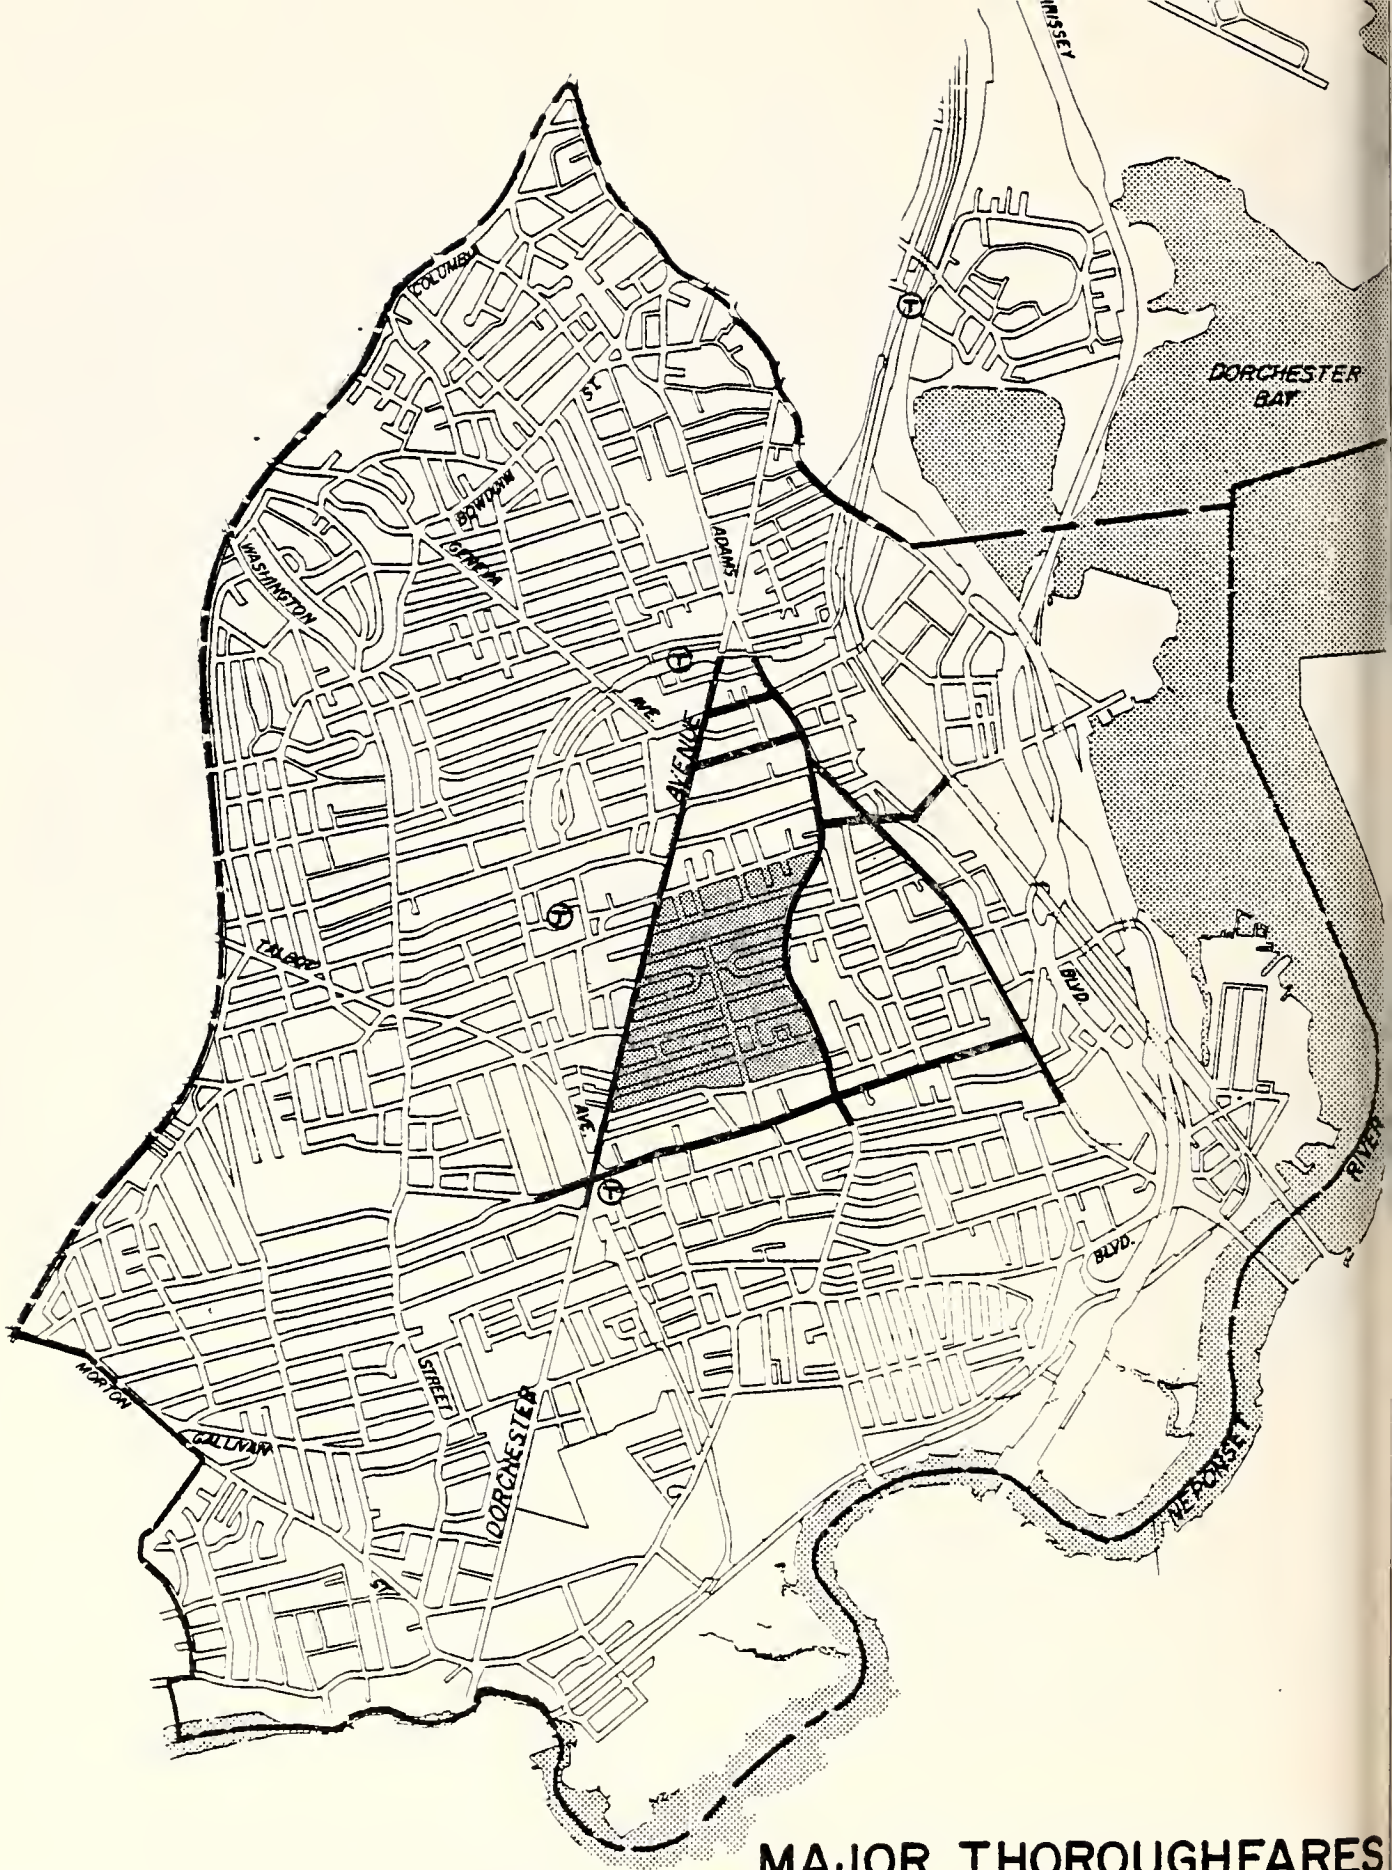 RISSEY
COLUMBIA
DORCHESTER
BAY
ST.
BOWDOIN
GENEVA
ADAMS
WASHINGTON
T
T
AVE.
AVENUE
T
TALBOT
BLVD.
AVE.
RIVER
T
BLVD.
MORTON
STREET
GALLIVAN
DORCHESTER
NEPONSET
ST.
MAJOR THOROUGHFARES